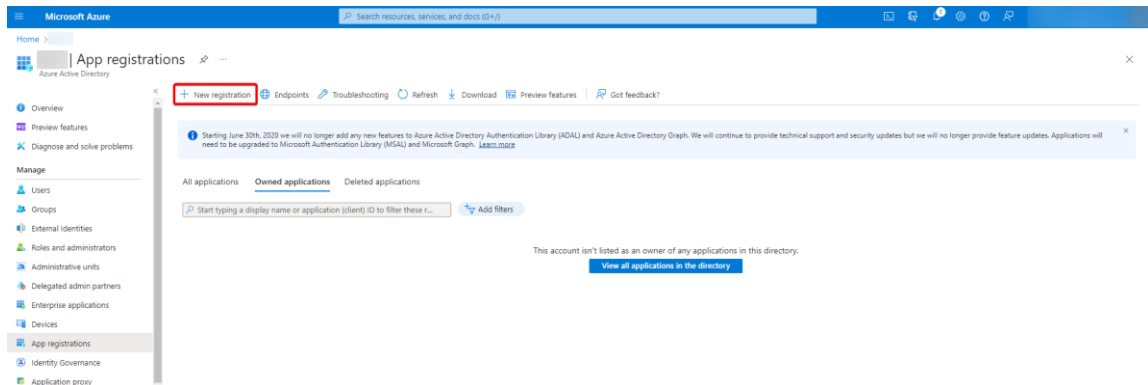 Microsoft Azure
Search resources, services, and docs (G+/)
1
Home >
| App registrations
Azure Active Directory
New registration
Endpoints
Troubleshooting
Refresh
Download
Preview features
Got feedback?
Overview
Preview features
Diagnose and solve problems
Manage
Users
Groups
External Identities
Roles and administrators
Administrative units
Delegated admin partners
Enterprise applications
Devices
App registrations
Identity Governance
Application proxy
Starting June 30th, 2020 we will no longer add any new features to Azure Active Directory Authentication Library (ADAL) and Azure Active Directory Graph. We will continue to provide technical support and security updates but we will no longer provide feature updates. Applications will
need to be upgraded to Microsoft Authentication Library (MSAL) and Microsoft Graph. Learn more
All applications
Owned applications
Deleted applications
Start typing a display name or application (client) ID to filter these r...
Add filters
This account isn't listed as an owner of any applications in this directory.
View all applications in the directory